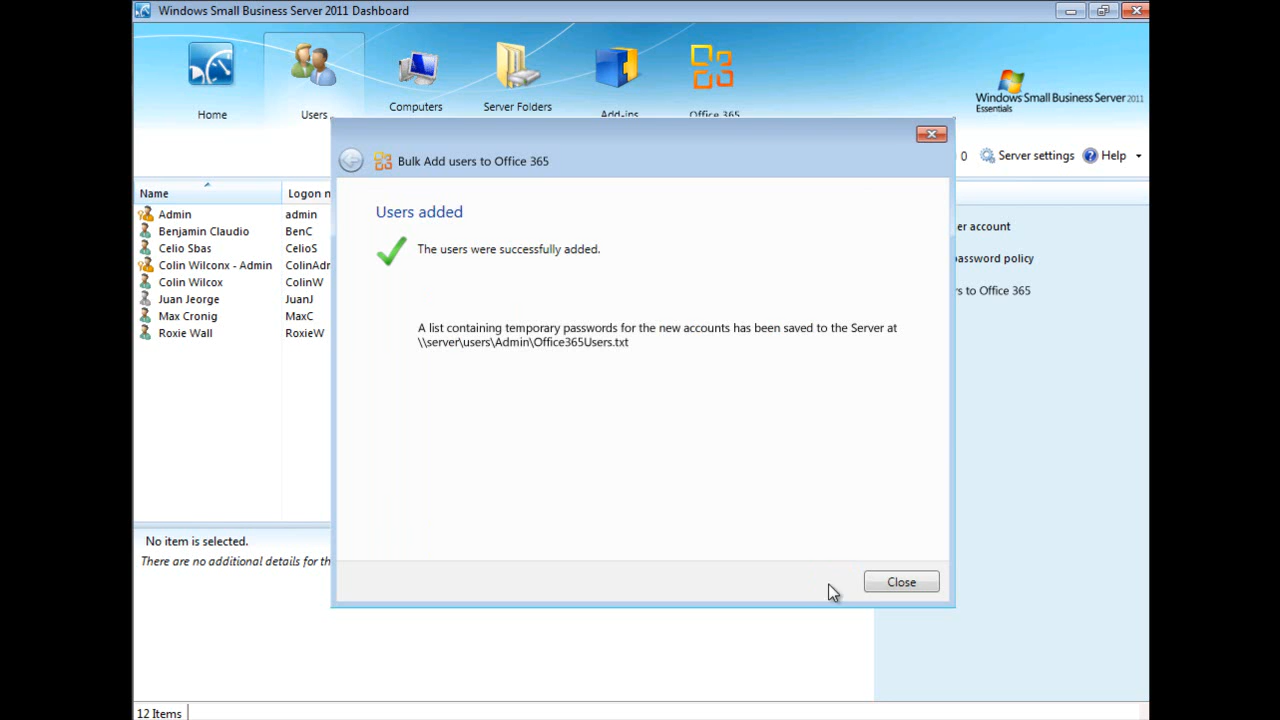 Windows Small Business Server 2011 Dashboard
Home
Users
Computers
Server Folders
Add-ins
Office 365
Windows Small Business Server 2011
Essentials
0
Server settings
Help
Bulk Add users to Office 365
Name
Logon n
Admin admin
Benjamin Claudio BenC
Celio Sbas CelioS
Colin Wilconx - Admin ColinAdr
Colin Wilcox ColinW
Juan Jeorge JuanJ
Max Cronig MaxC
Roxie Wall RoxieW
Users added
The users were successfully added.
A list containing temporary passwords for the new accounts has been saved to the Server at
\\server\users\Admin\Office365Users.txt
Close
er account
password policy
rs to Office 365
No item is selected.
There are no additional details for th
12 Items